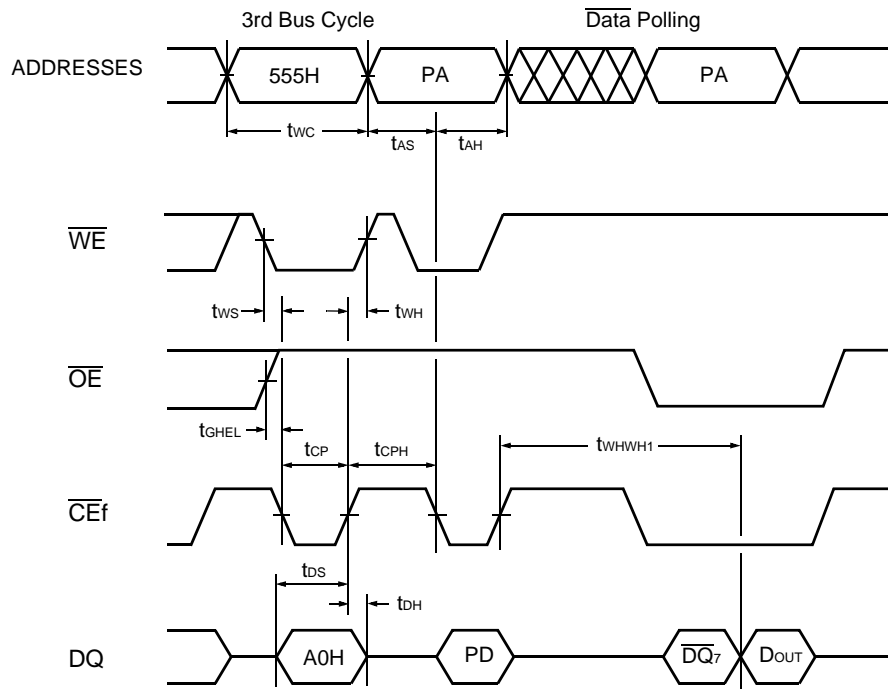 3rd Bus Cycle
Data Polling
ADDRESSES
555H
PA
PA
tWC
tAS
tAH
WE
tWS
tWH
OE
tGHEL
tCP
tCPH
tWHWH1
CEf
tDS
tDH
DQ
A0H
PD
DQ7
DOUT